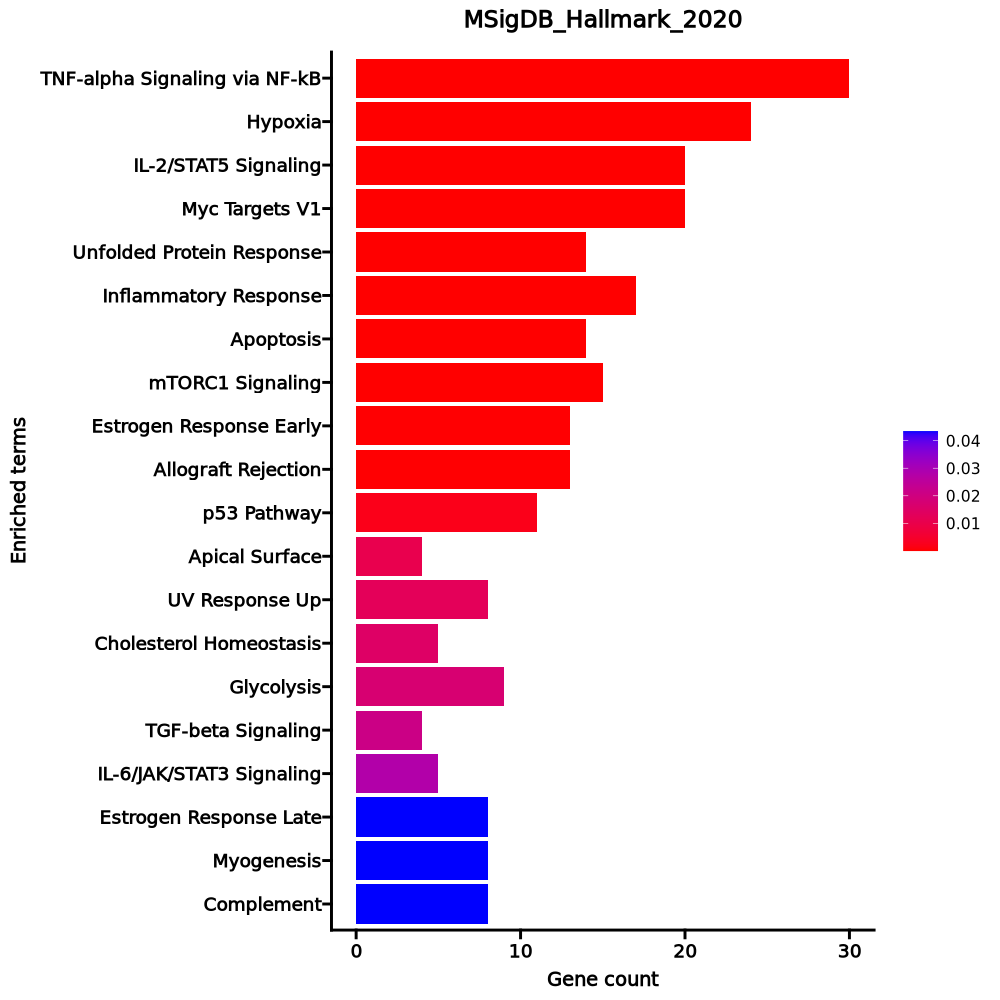 MSigDB_Hallmark_2020
TNF-alpha Signaling via NF-kB
Hypoxia
IL-2/STAT5 Signaling
Myc Targets V1
Unfolded Protein Response
Inflammatory Response
Apoptosis
mTORC1 Signaling
Estrogen Response Early
Allograft Rejection
p53 Pathway
Apical Surface
UV Response Up
Cholesterol Homeostasis
Glycolysis
TGF-beta Signaling
IL-6/JAK/STAT3 Signaling
Estrogen Response Late
Myogenesis
Complement
Enriched terms
0 10 20 30
Gene count
0.04
0.03
0.02
0.01